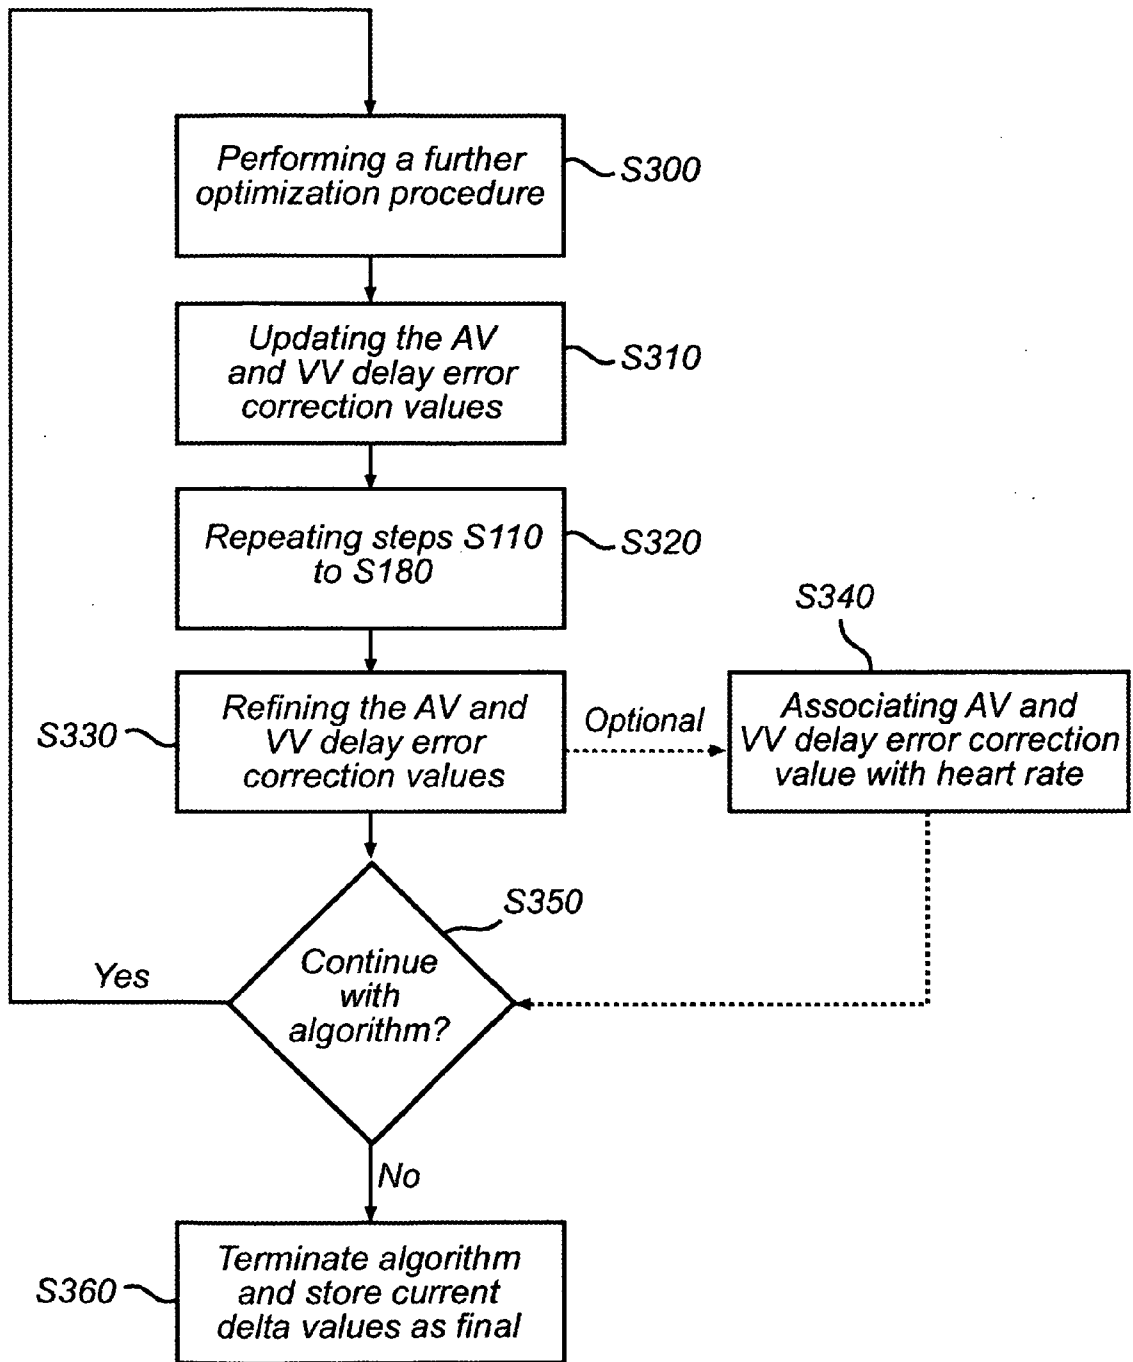 Performing a further
optimization procedure
S300
Updating the AV
and VV delay error
correction values
S310
Repeating steps S110
to S180
S320
S340
Refining the AV and
VV delay error
correction values
S330
Optional
Associating AV and
VV delay error correction
value with heart rate
S350
Continue
with
algorithm?
Yes
No
Terminate algorithm
and store current
delta values as final
S360